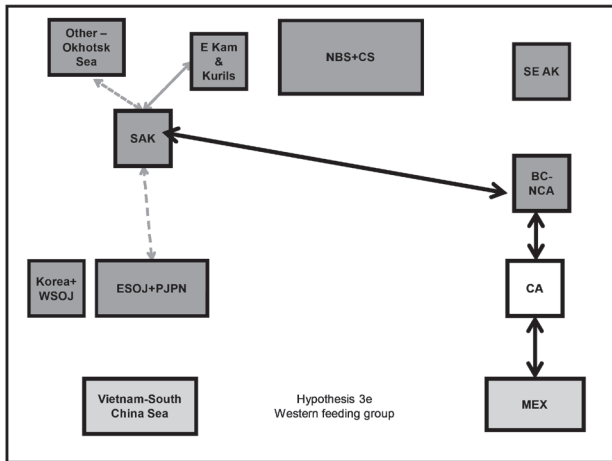 Other –
Okhotsk
Sea
E Kam
&
Kurils
NBS+CS
SE AK
SAK
BC-
NCA
Korea+
WSOJ
ESOJ+PJPN
CA
Vietnam-South
China Sea
Hypothesis 3e
Western feeding group
MEX